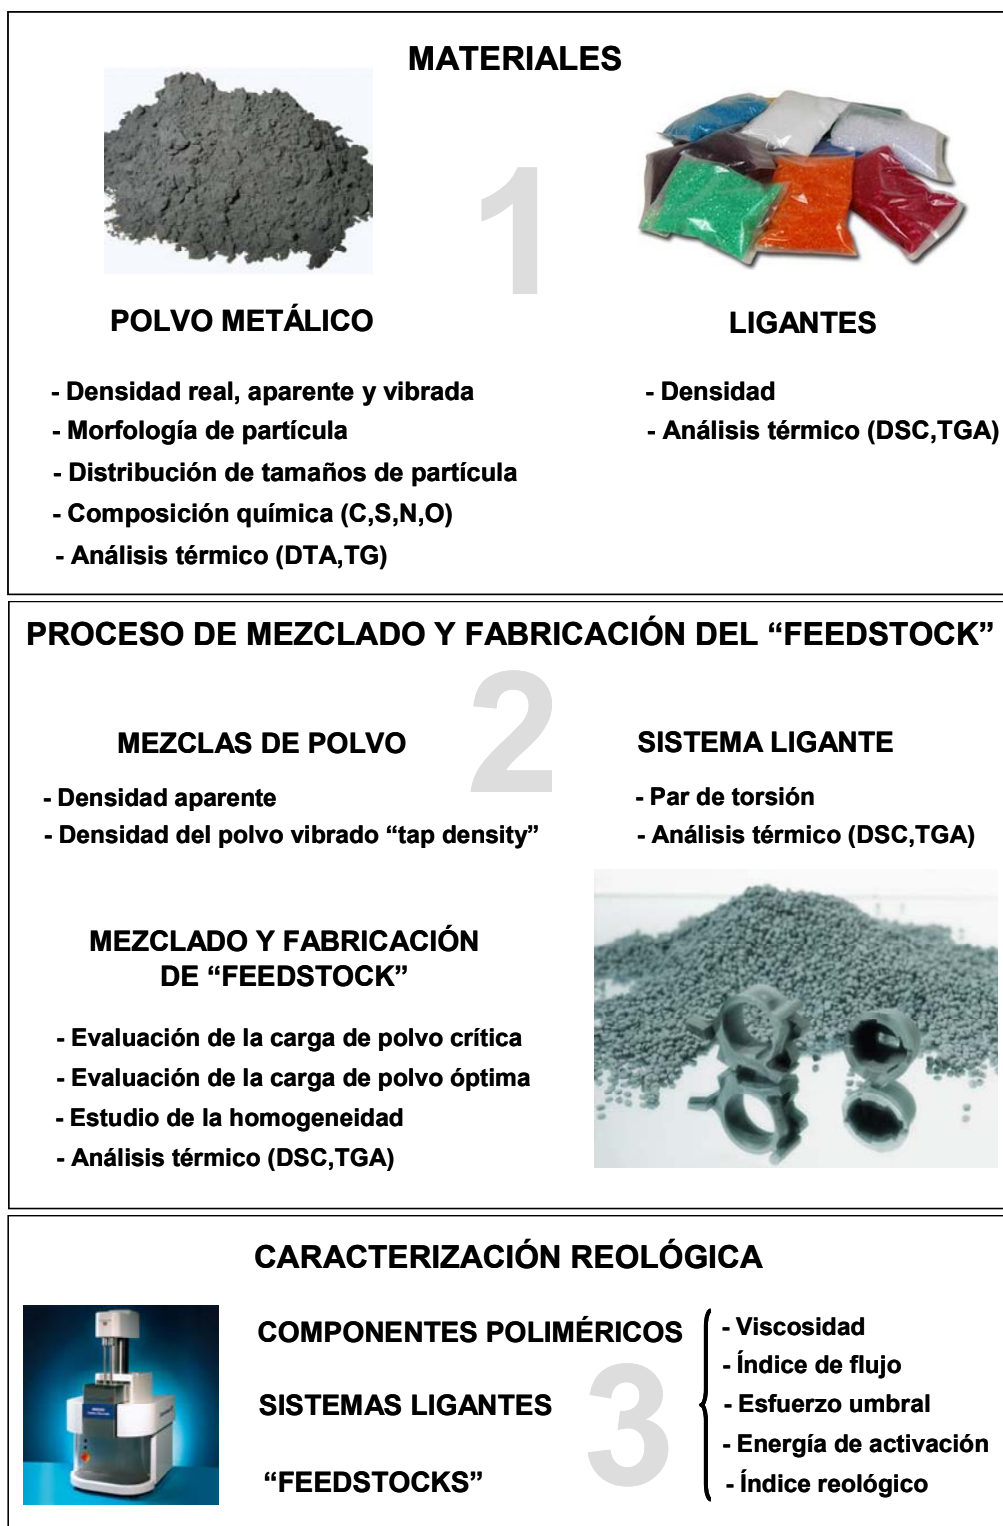 MATERIALES
1
POLVO METÁLICO
- Densidad real, aparente y vibrada
- Morfología de partícula
- Distribución de tamaños de partícula
- Composición química (C,S,N,O)
- Análisis térmico (DTA,TG)
LIGANTES
- Densidad
- Análisis térmico (DSC,TGA)
PROCESO DE MEZCLADO Y FABRICACIÓN DEL “FEEDSTOCK”
2
MEZCLAS DE POLVO
- Densidad aparente
- Densidad del polvo vibrado “tap density”
SISTEMA LIGANTE
- Par de torsión
- Análisis térmico (DSC,TGA)
MEZCLADO Y FABRICACIÓN
DE “FEEDSTOCK”
- Evaluación de la carga de polvo crítica
- Evaluación de la carga de polvo óptima
- Estudio de la homogeneidad
- Análisis térmico (DSC,TGA)
CARACTERIZACIÓN REOLÓGICA
3
COMPONENTES POLIMÉRICOS
SISTEMAS LIGANTES
“FEEDSTOCKS”
- Viscosidad
- Índice de flujo
- Esfuerzo umbral
- Energía de activación
- Índice reológico